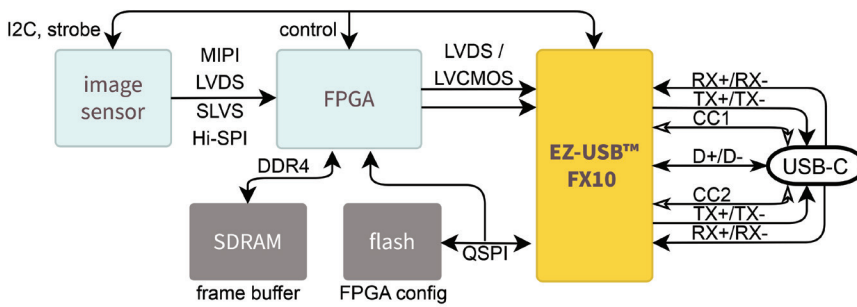 I2C, strobe
control
image
sensor
MIPI
LVDS
SLVS
Hi-SPI
FPGA
LVDS /
LVCMOS
EZ-USB™
FX10
RX+/RX-
TX+/TX-
CC1
D+/D-
USB-C
CC2
TX+/TX-
RX+/RX-
DDR4
SDRAM
frame buffer
flash
FPGA config
QSPI